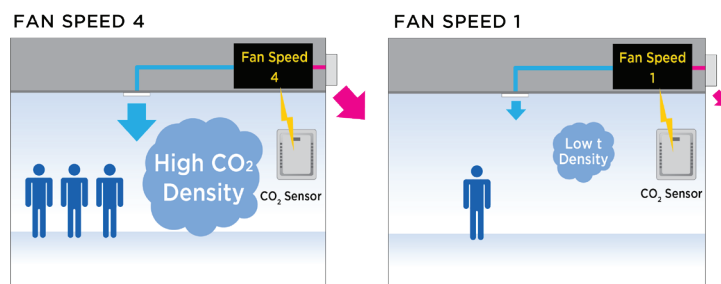 FAN SPEED 4
Fan Speed
4
High CO₂
Density
CO₂ Sensor
FAN SPEED 1
Fan Speed
1
Low t
Density
CO₂ Sensor